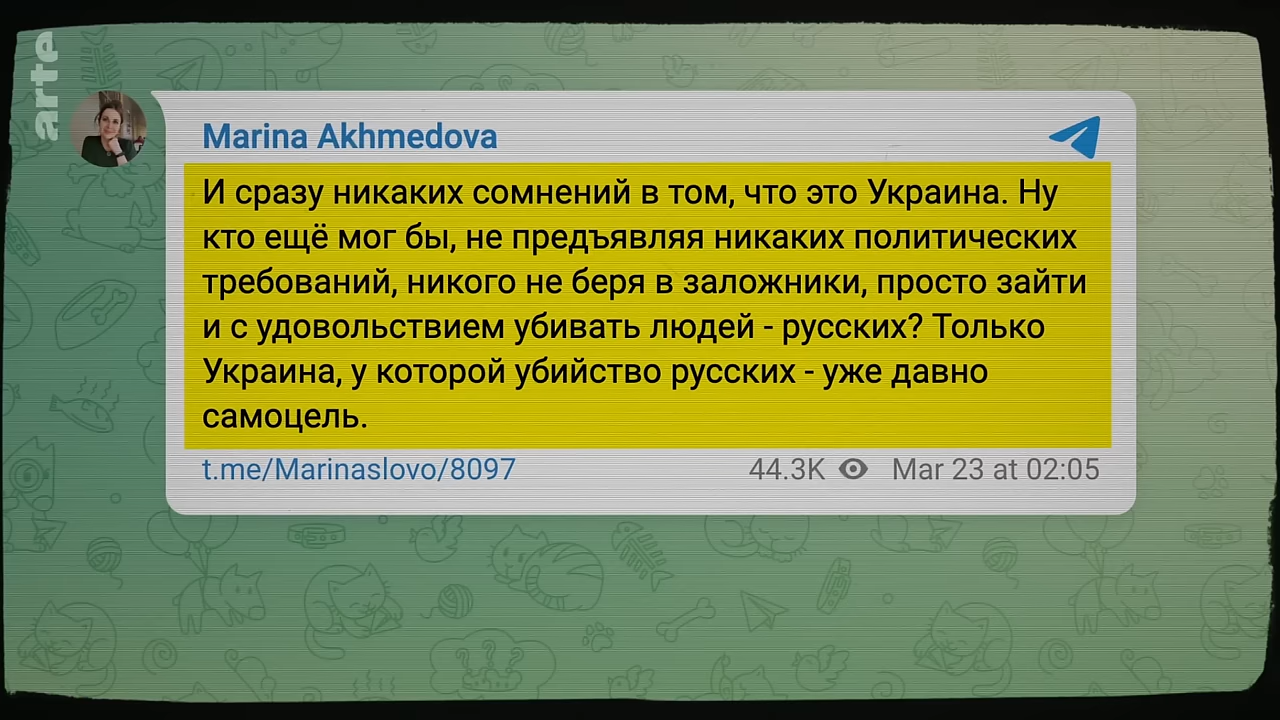 arte
Marina Akhmedova
И сразу никаких сомнений в том, что это Украина. Ну
кто ещё мог бы, не предъявляя никаких политических
требований, никого не беря в заложники, просто зайти
и с удовольствием убивать людей - русских? Только
Украина, у которой убийство русских - уже давно
самоцель.
t.me/Marinaslovo/8097 44.3K Mar 23 at 02:05